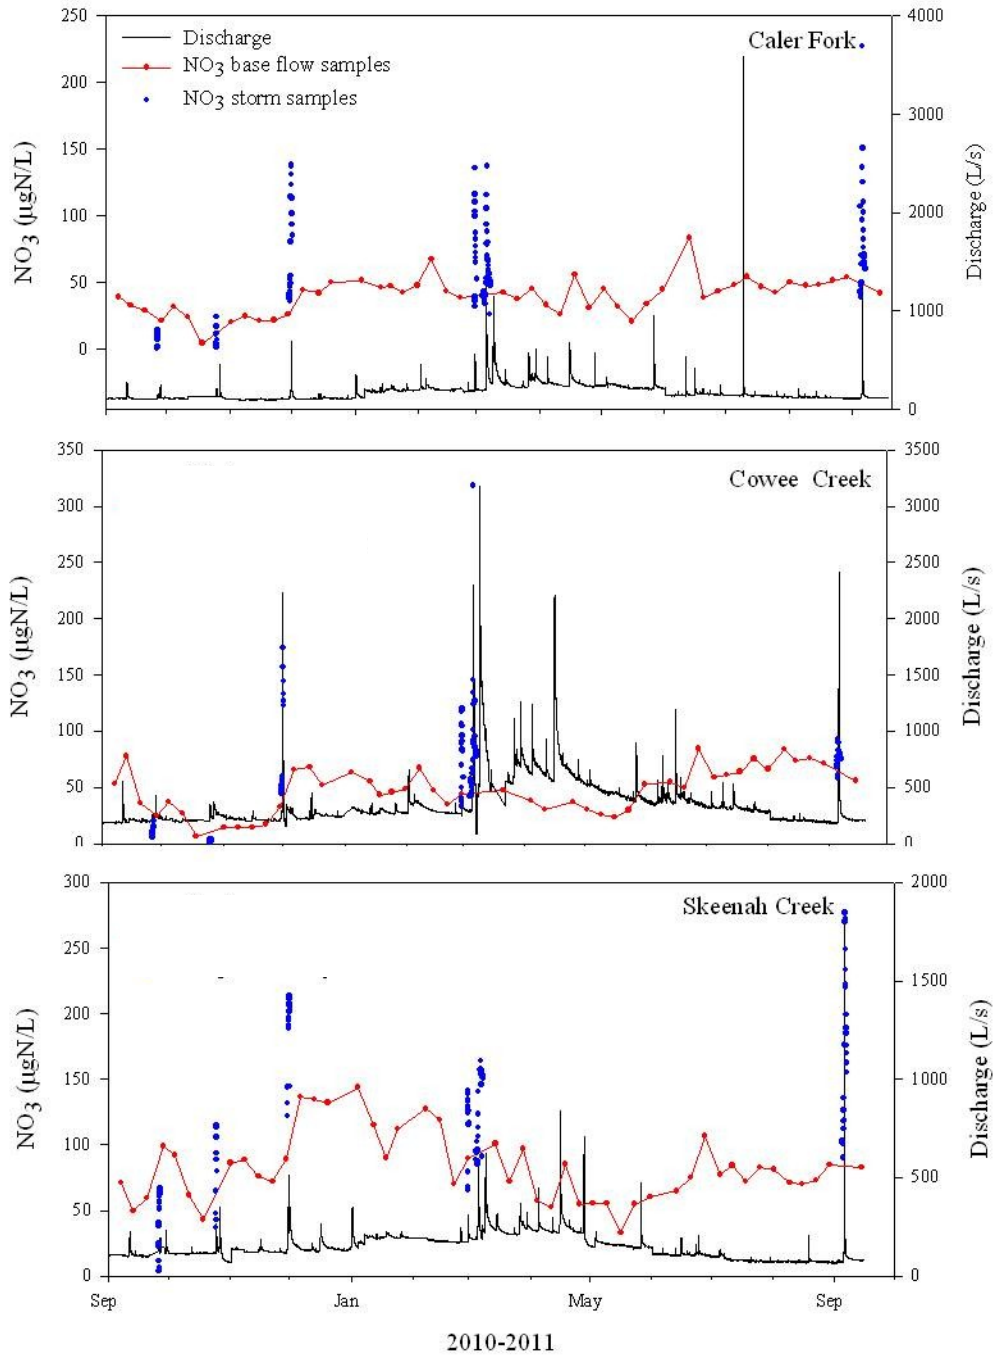 250
200
150
100
50
0
NO3 (µgN/L)
Discharge
NO3 base flow samples
NO3 storm samples
Caler Fork
4000
3000
2000
1000
0
Discharge (L/s)
350
300
250
200
150
100
50
0
NO3 (µgN/L)
Cowee Creek
3500
3000
2500
2000
1500
1000
500
0
Discharge (L/s)
300
250
200
150
100
50
0
NO3 (µgN/L)
Skeenah Creek
2000
1500
1000
500
0
Discharge (L/s)
Sep
Jan
May
Sep
2010-2011